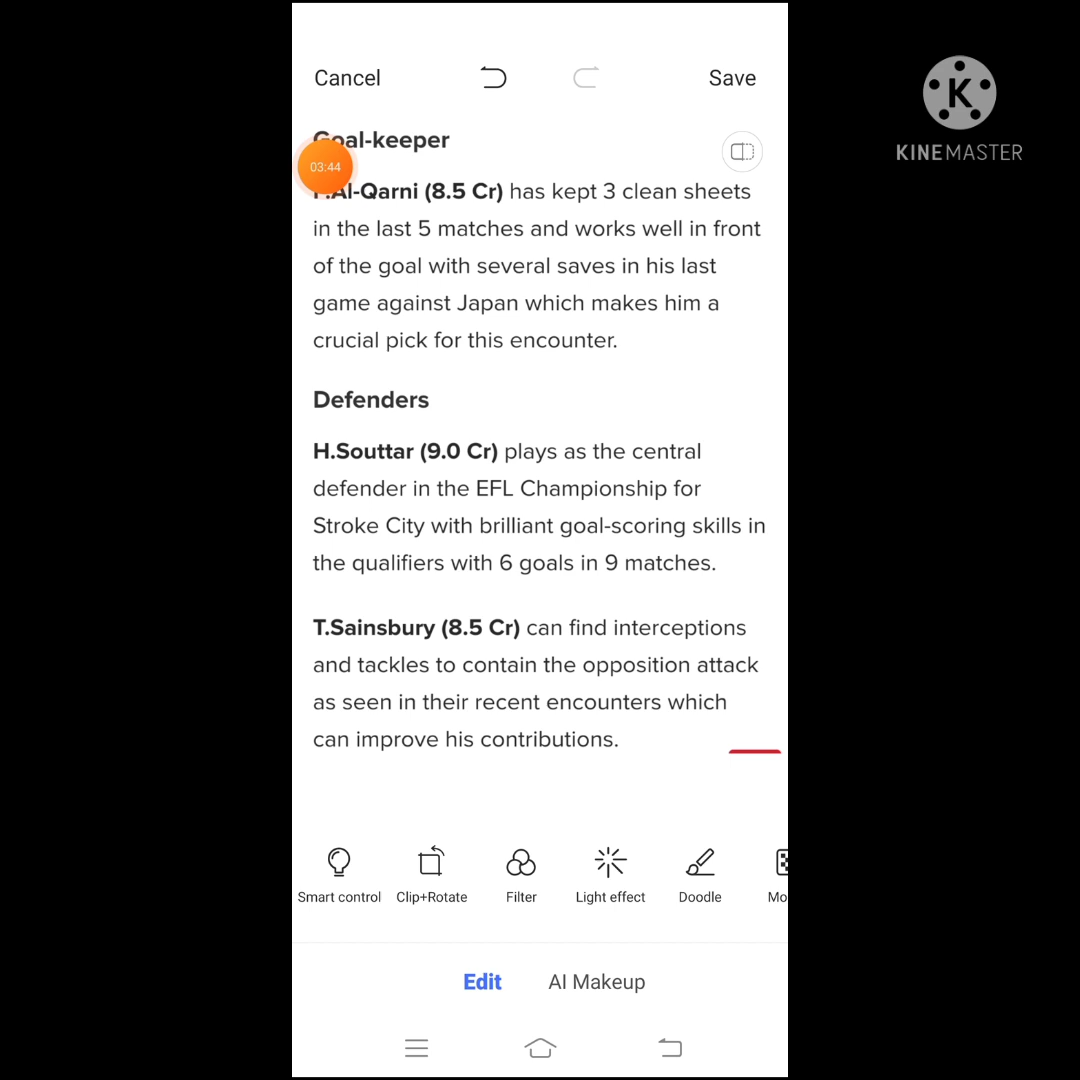 Cancel
Save
K
KINEMASTER
Goal-keeper
03:44
Al-Qarni (8.5 Cr) has kept 3 clean sheets
in the last 5 matches and works well in front
of the goal with several saves in his last
game against Japan which makes him a
crucial pick for this encounter.
Defenders
H.Souttar (9.0 Cr) plays as the central
defender in the EFL Championship for
Stroke City with brilliant goal-scoring skills in
the qualifiers with 6 goals in 9 matches.
T.Sainsbury (8.5 Cr) can find interceptions
and tackles to contain the opposition attack
as seen in their recent encounters which
can improve his contributions.
Smart control
Clip+Rotate
Filter
Light effect
Doodle
Mo
Edit
AI Makeup